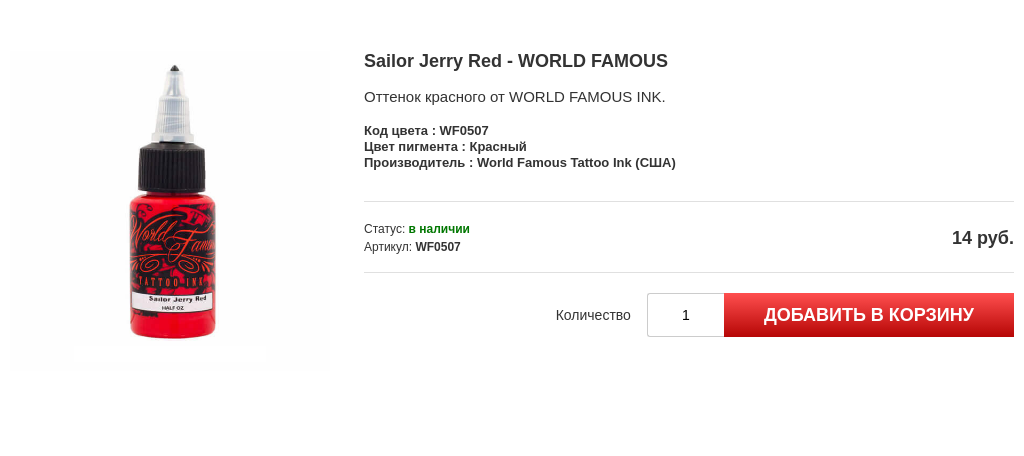 Sailor Jerry Red - WORLD FAMOUS
Оттенок красного от WORLD FAMOUS INK.
Код цвета : WF0507
Цвет пигмента : Красный
Производитель : World Famous Tattoo Ink (США)
Статус: в наличии
Артикул: WF0507
14 руб.
Количество
1
ДОБАВИТЬ В КОРЗИНУ
World Famous
TATTOO INK
Sailor Jerry Red
HALF OZ